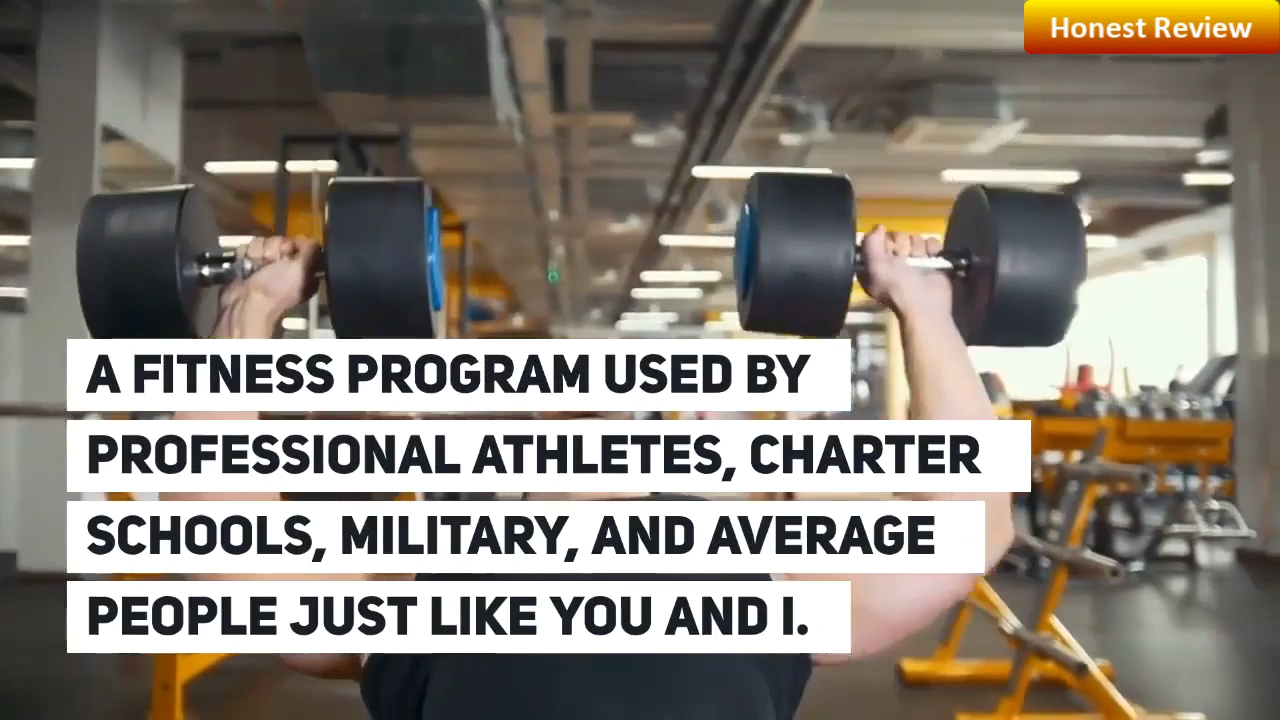 Honest Review
A FITNESS PROGRAM USED BY
PROFESSIONAL ATHLETES, CHARTER
SCHOOLS, MILITARY, AND AVERAGE
PEOPLE JUST LIKE YOU AND I.